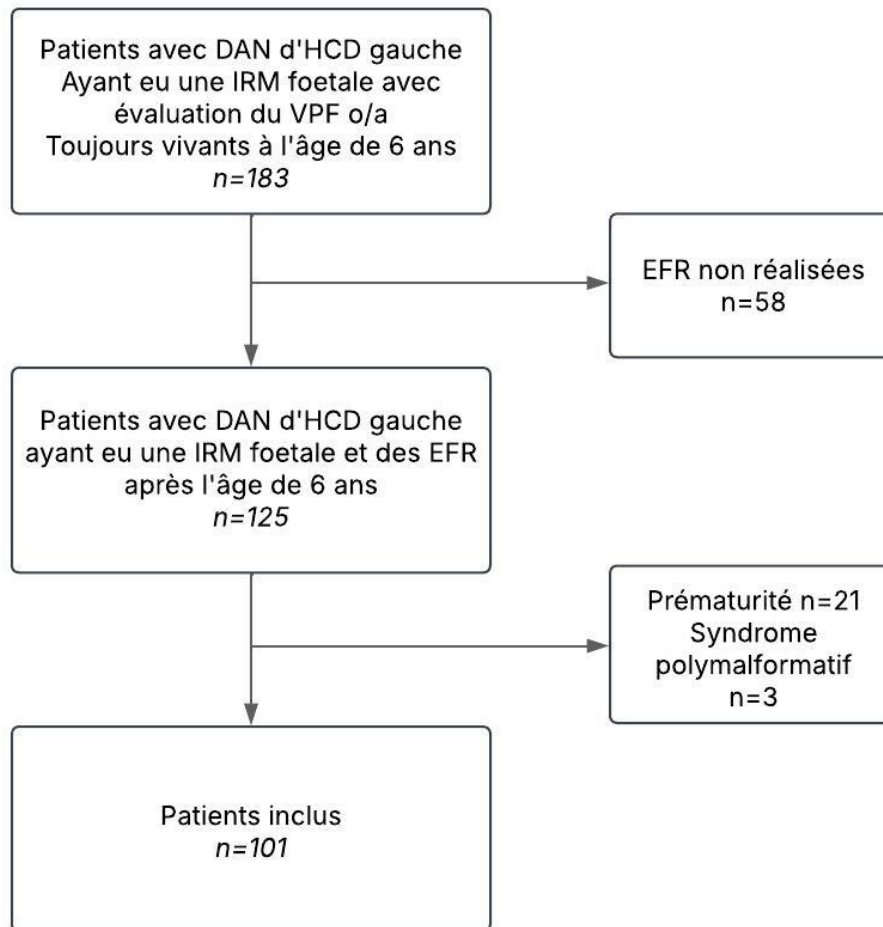 Patients avec DAN d'HCD gauche
Ayant eu une IRM foetale avec
évaluation du VPF o/a
Toujours vivants à l'âge de 6 ans
n=183
EFR non réalisées
n=58
Patients avec DAN d'HCD gauche
ayant eu une IRM foetale et des EFR
après l'âge de 6 ans
n=125
Prématurité n=21
Syndrome
polymalformatif
n=3
Patients inclus
n=101